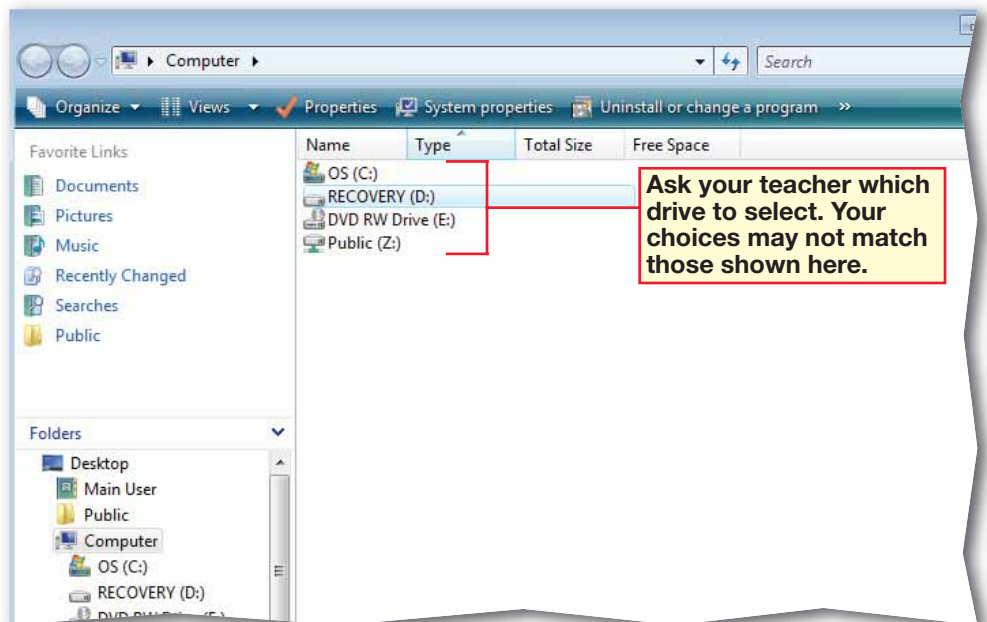 Computer
Search
Organize Views Properties System properties Uninstall or change a program »
Favorite Links
Documents
Pictures
Music
Recently Changed
Searches
Public
Folders
Desktop
Main User
Public
Computer
OS (C:)
RECOVERY (D:)
Name Type Total Size Free Space
OS (C:)
RECOVERY (D:)
DVD RW Drive (E:)
Public (Z:)
Ask your teacher which
drive to select. Your
choices may not match
those shown here.